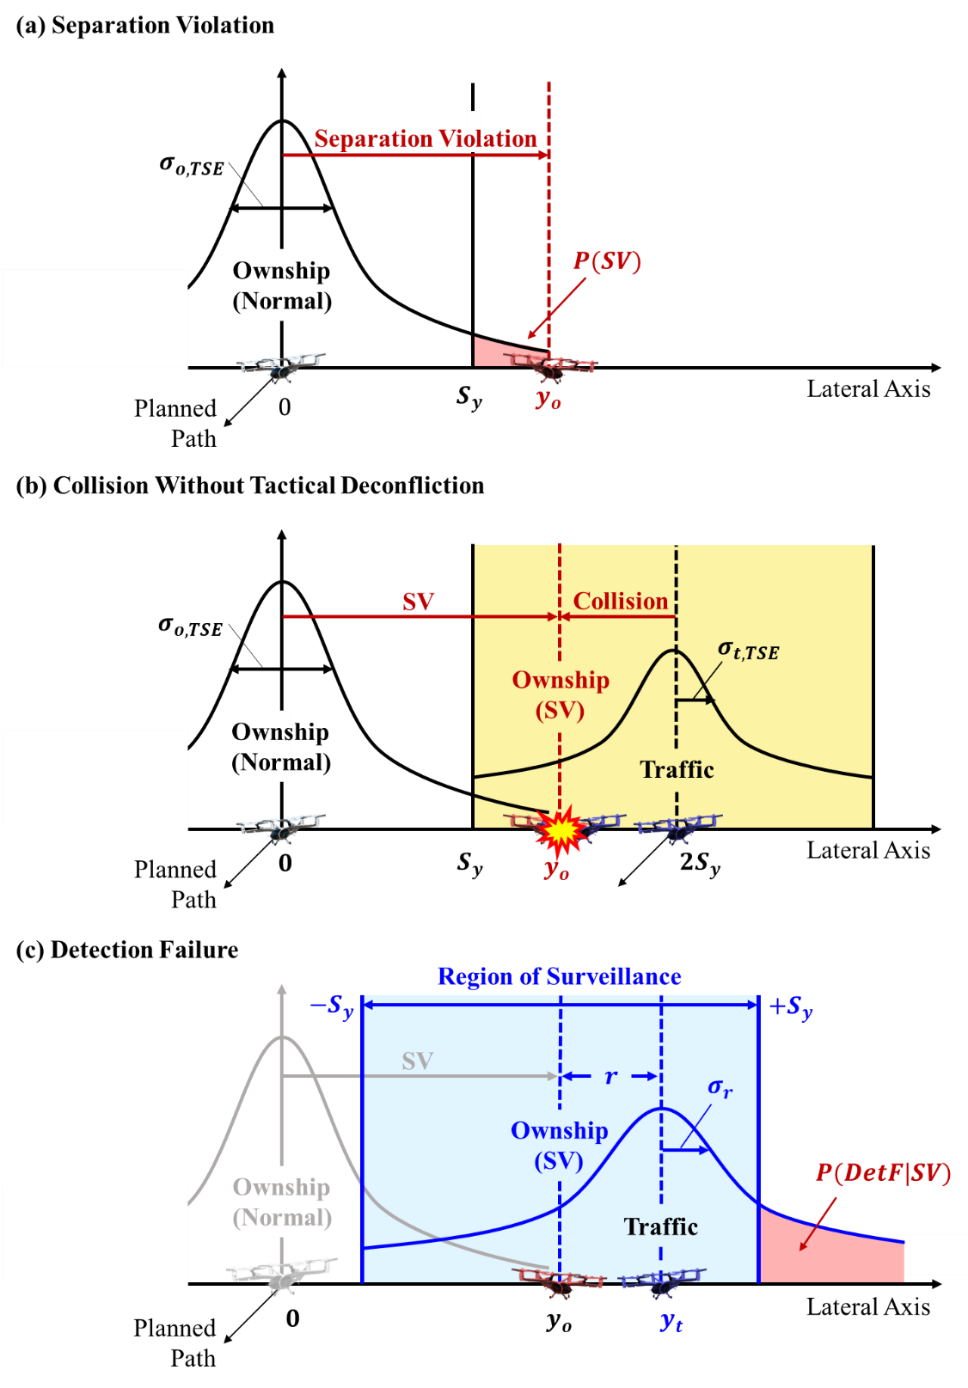 (a) Separation Violation
Separation Violation
σo,TSE
P(SV)
Ownship
(Normal)
Lateral Axis
Planned
Path
0
Sy
yo
(b) Collision Without Tactical Deconfliction
SV
Collision
σo,TSE
σt,TSE
Ownship
(SV)
Ownship
(Normal)
Traffic
Lateral Axis
Planned
Path
0
Sy
yo
2Sy
(c) Detection Failure
Region of Surveillance
−Sy
+Sy
SV
r
σr
Ownship
(SV)
P(DetF|SV)
Ownship
(Normal)
Traffic
Lateral Axis
Planned
Path
0
yo
yt